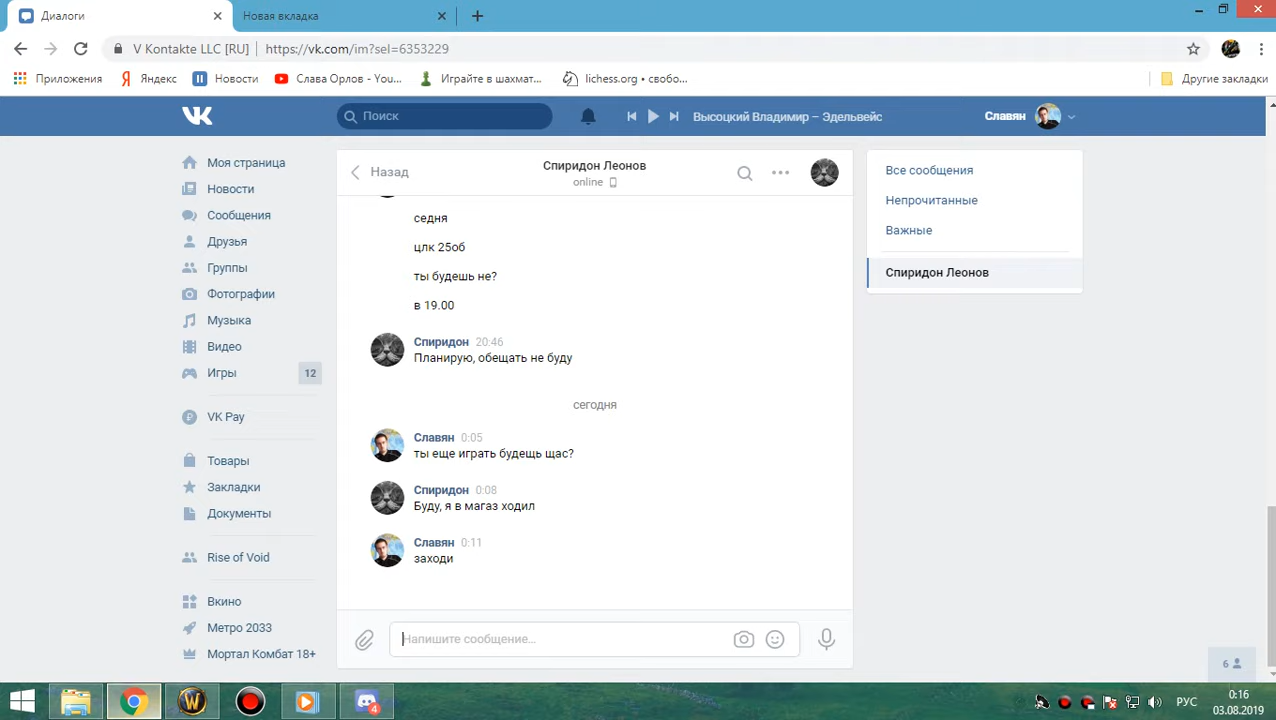 Диалоги
Новая вкладка
V Kontakte LLC [RU] https://vk.com/im?sel=6353229
Приложения Яндекс Новости Слава Орлов - You... Играйте в шахмат... lichess.org • свобо... Другие закладки
Поиск Высоцкий Владимир – Эдельвейс Славян
Моя страница
Новости
Сообщения
Друзья
Группы
Фотографии
Музыка
Видео
Игры 12
VK Pay
Товары
Закладки
Документы
Rise of Void
Вкино
Метро 2033
Мортал Комбат 18+
Назад
Спиридон Леонов
online
седня
цлк 25об
ты будешь не?
в 19.00
Спиридон 20:46
Планирую, обещать не буду
сегодня
Славян 0:05
ты еще играть будещь щас?
Спиридон 0:08
Буду, я в магаз ходил
Славян 0:11
заходи
Напишите сообщение...
Все сообщения
Непрочитанные
Важные
Спиридон Леонов
6
4
РУС
0:16
03.08.2019